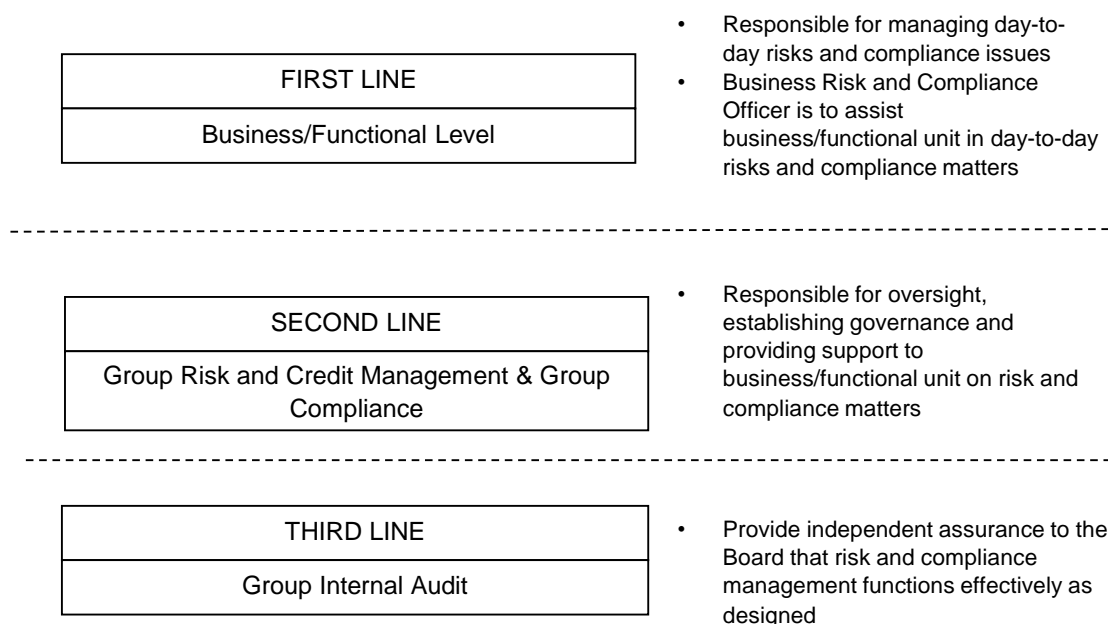 FIRST LINE
Business/Functional Level
• Responsible for managing day-to-
day risks and compliance issues
• Business Risk and Compliance
Officer is to assist
business/functional unit in day-to-day
risks and compliance matters
SECOND LINE
Group Risk and Credit Management & Group
Compliance
• Responsible for oversight,
establishing governance and
providing support to
business/functional unit on risk and
compliance matters
THIRD LINE
Group Internal Audit
• Provide independent assurance to the
Board that risk and compliance
management functions effectively as
designed